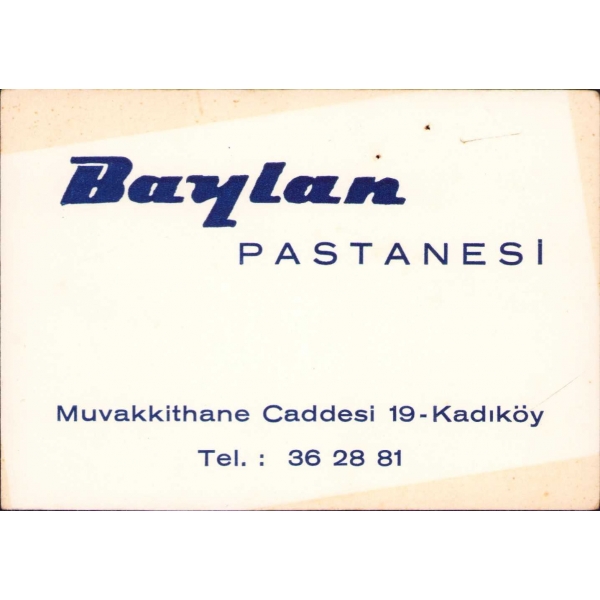 Baylan
PASTANESİ
Muvakkithane Caddesi 19-Kadıköy
Tel. : 36 28 81